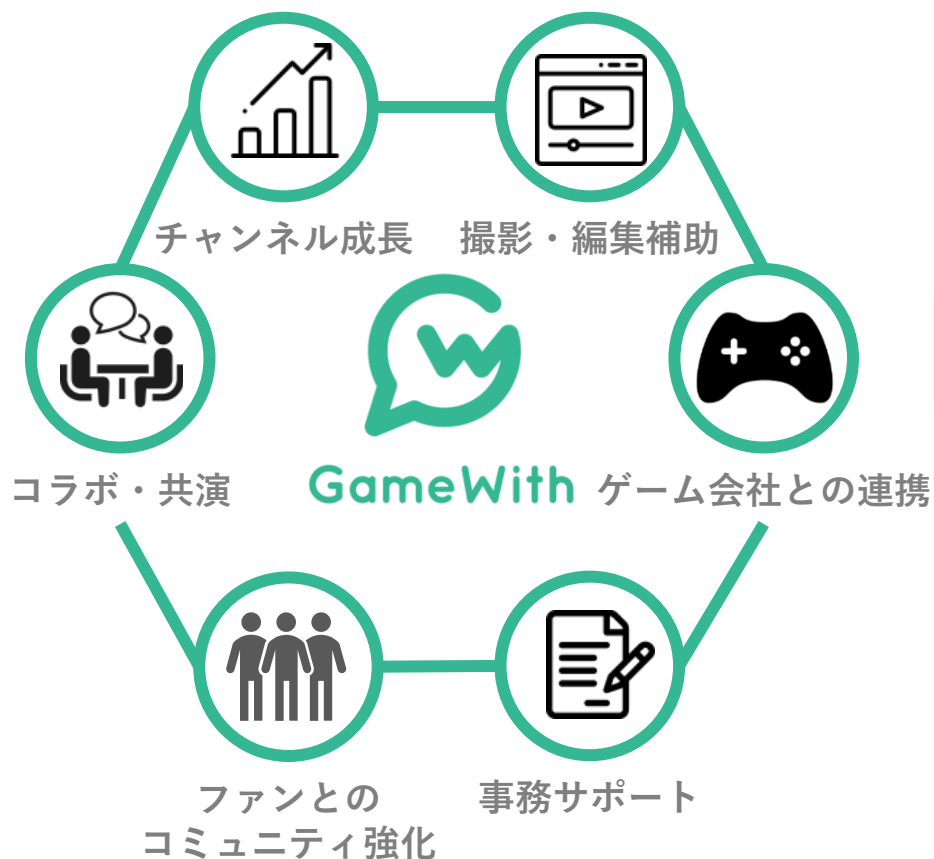 チャンネル成長
撮影・編集補助
コラボ・共演
GameWith
ゲーム会社との連携
ファンとの
コミュニティ強化
事務サポート